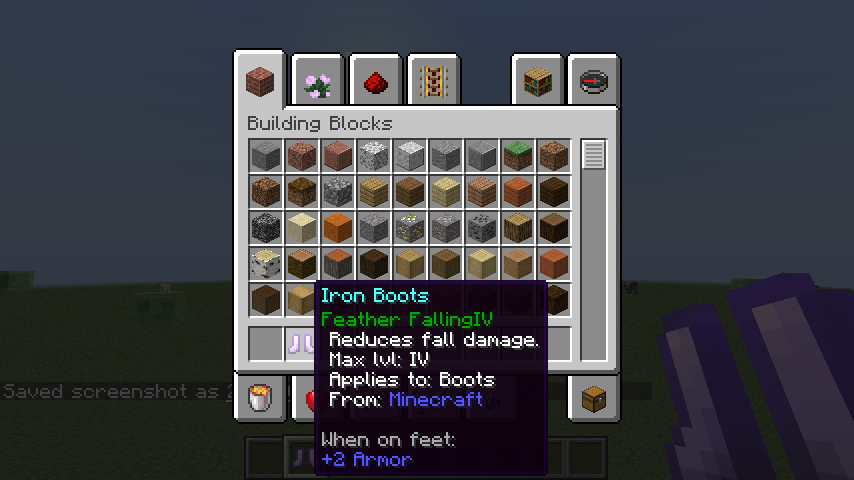 Building Blocks
Iron Boots
Feather FallingIV
Reduces fall damage.
Max lvl: IV
Applies to: Boots
From: Minecraft
When on feet:
+2 Armor
Saved screenshot as